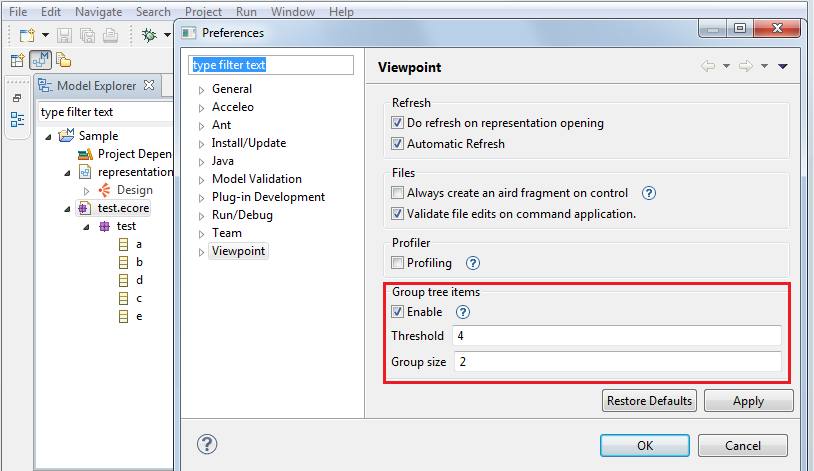 File Edit Navigate Search Project Run Window Help
Preferences
Model Explorer
type filter text
Sample
Project Depen
representation
Design
test.ecore
test
a
b
d
c
e
type filter text
General
Acceleo
Ant
Install/Update
Java
Model Validation
Plug-in Development
Run/Debug
Team
Viewpoint
Viewpoint
Refresh
Do refresh on representation opening
Automatic Refresh
Files
Always create an aird fragment on control
Validate file edits on command application.
Profiler
Profiling
Group tree items
Enable
Threshold 4
Group size 2
Restore Defaults Apply
OK Cancel